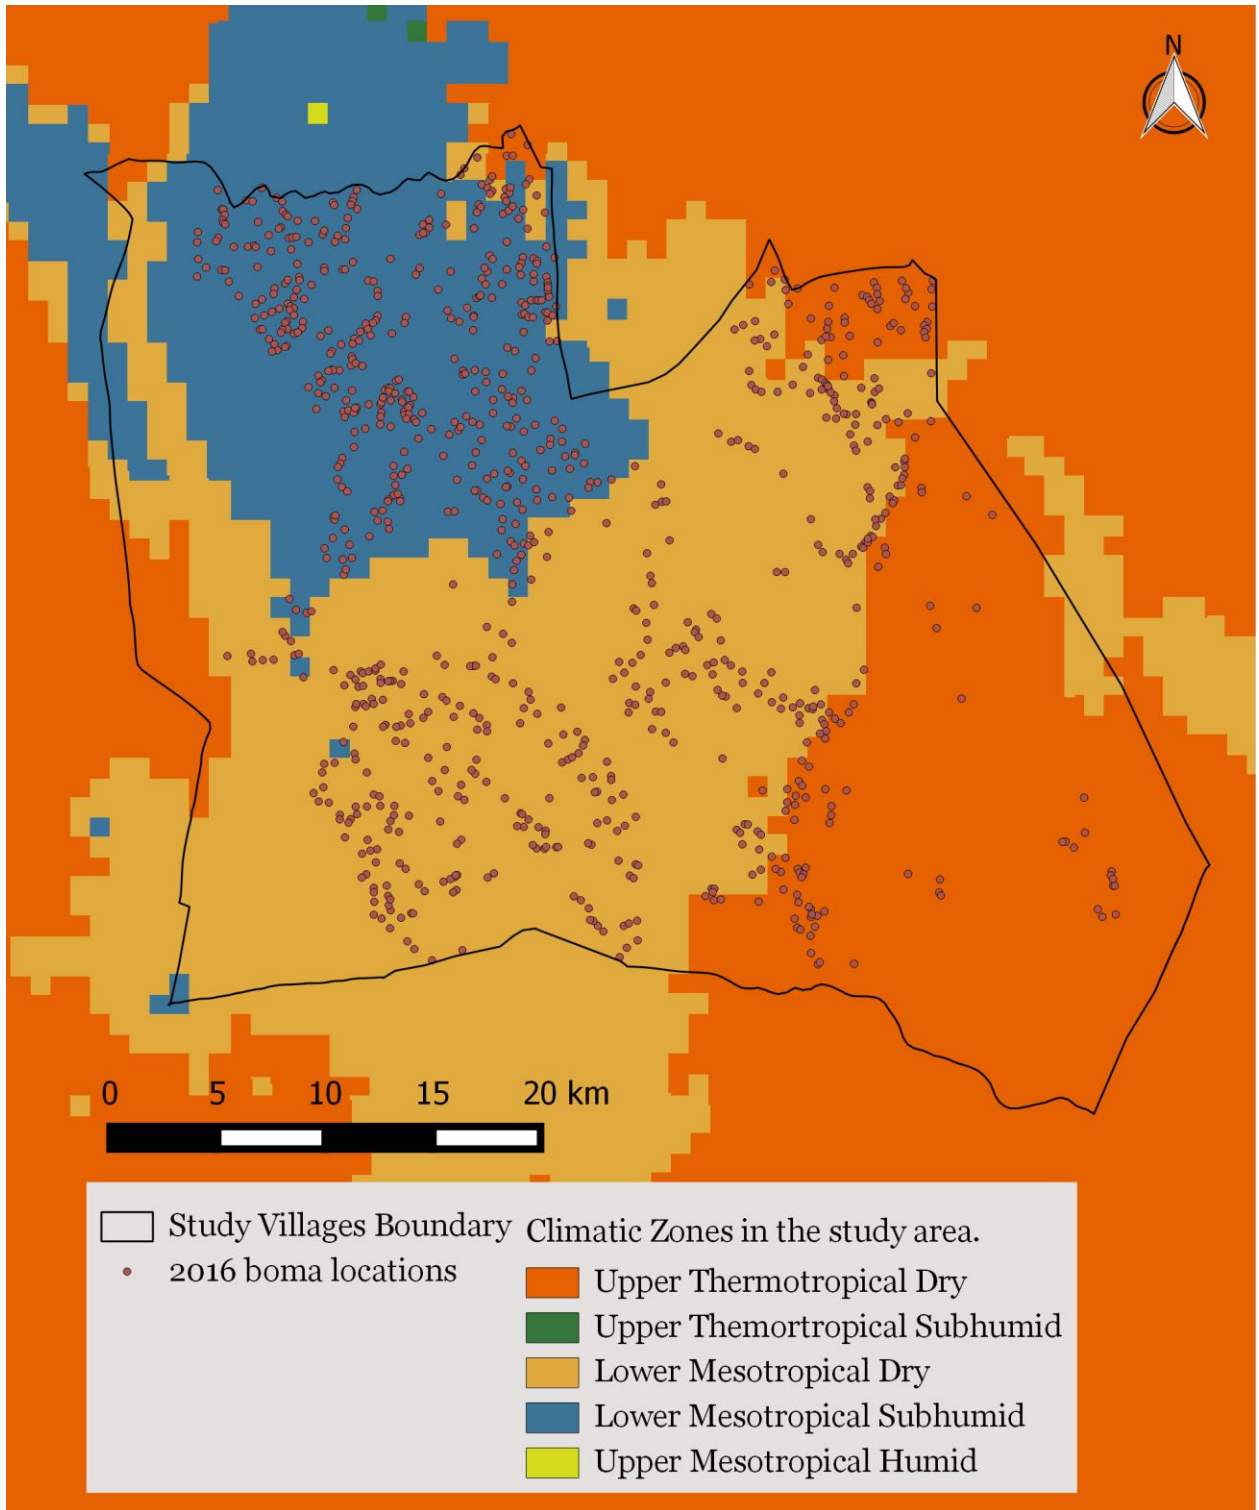 N
0 5 10 15 20 km
Study Villages Boundary
2016 boma locations
Climatic Zones in the study area.
Upper Thermotropical Dry
Upper Themortropical Subhumid
Lower Mesotropical Dry
Lower Mesotropical Subhumid
Upper Mesotropical Humid